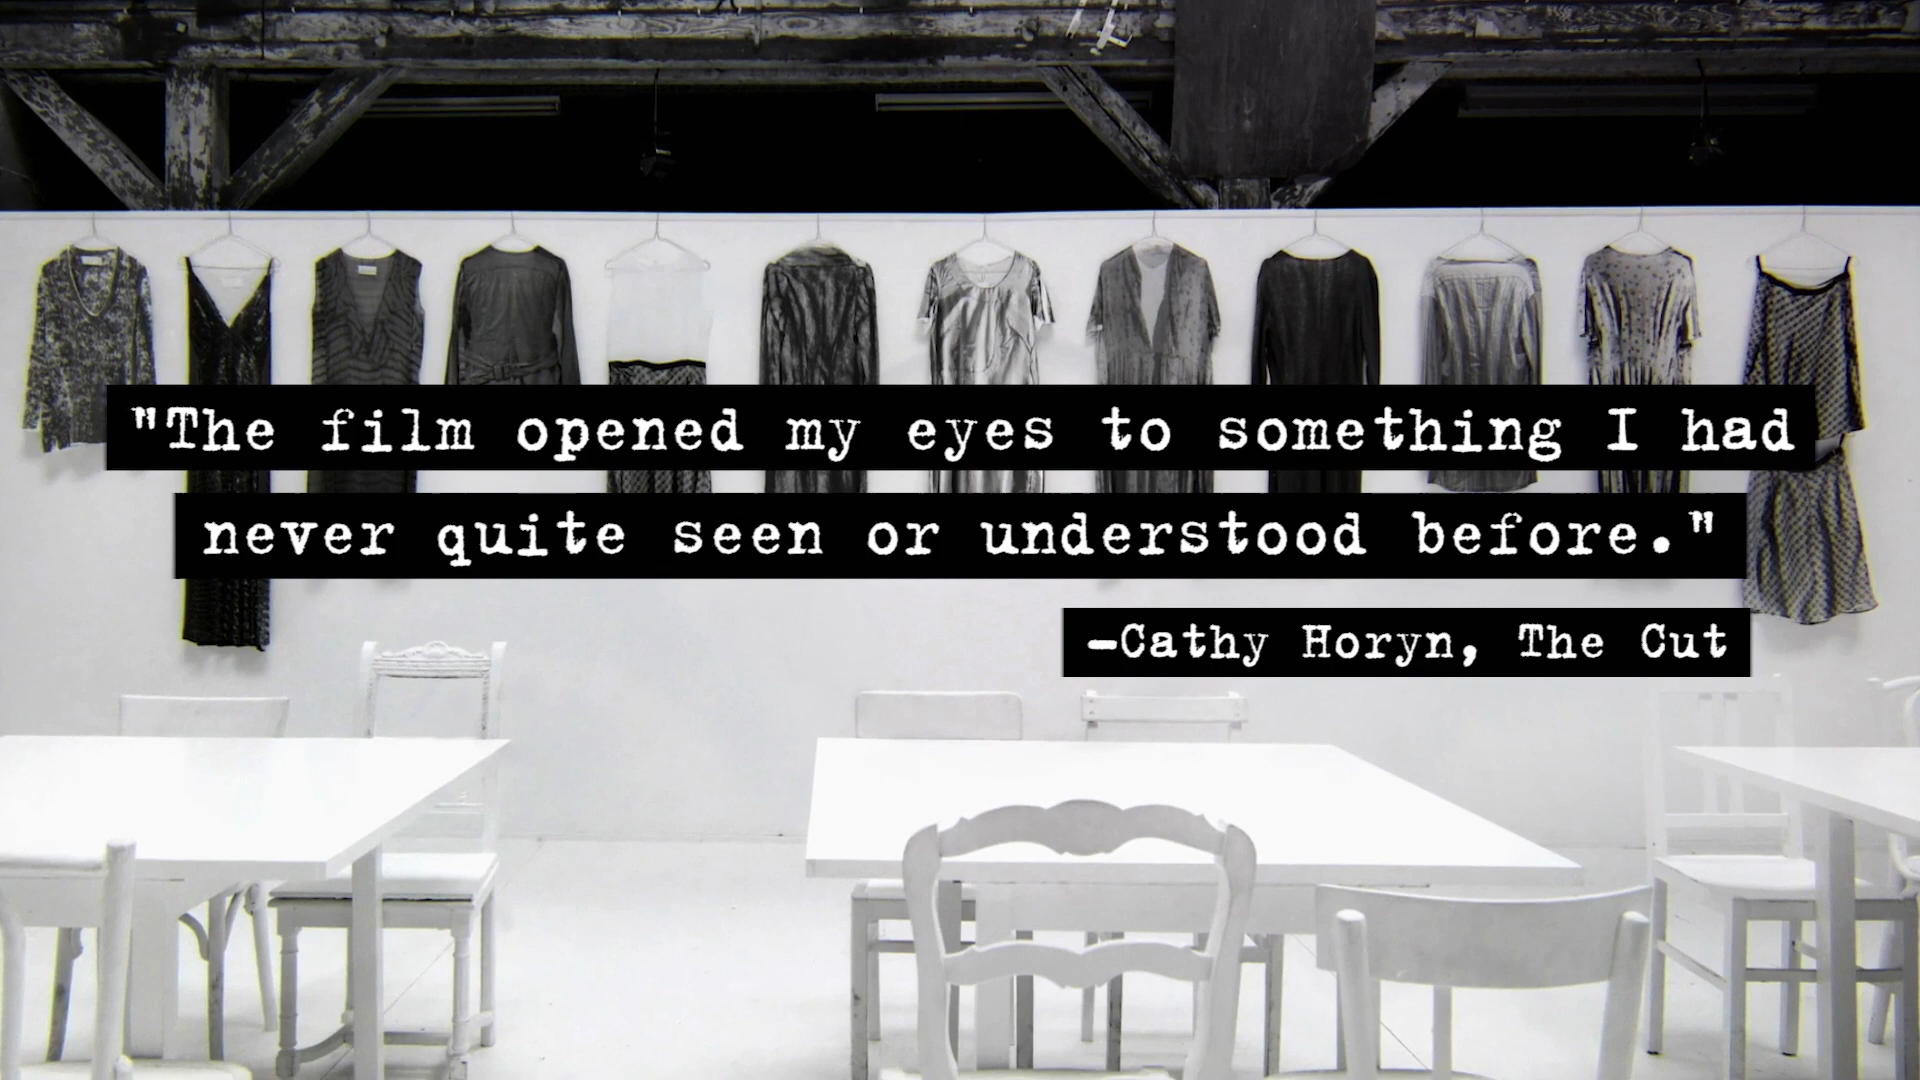 "The film opened my eyes to something I had
never quite seen or understood before."
–Cathy Horyn, The Cut